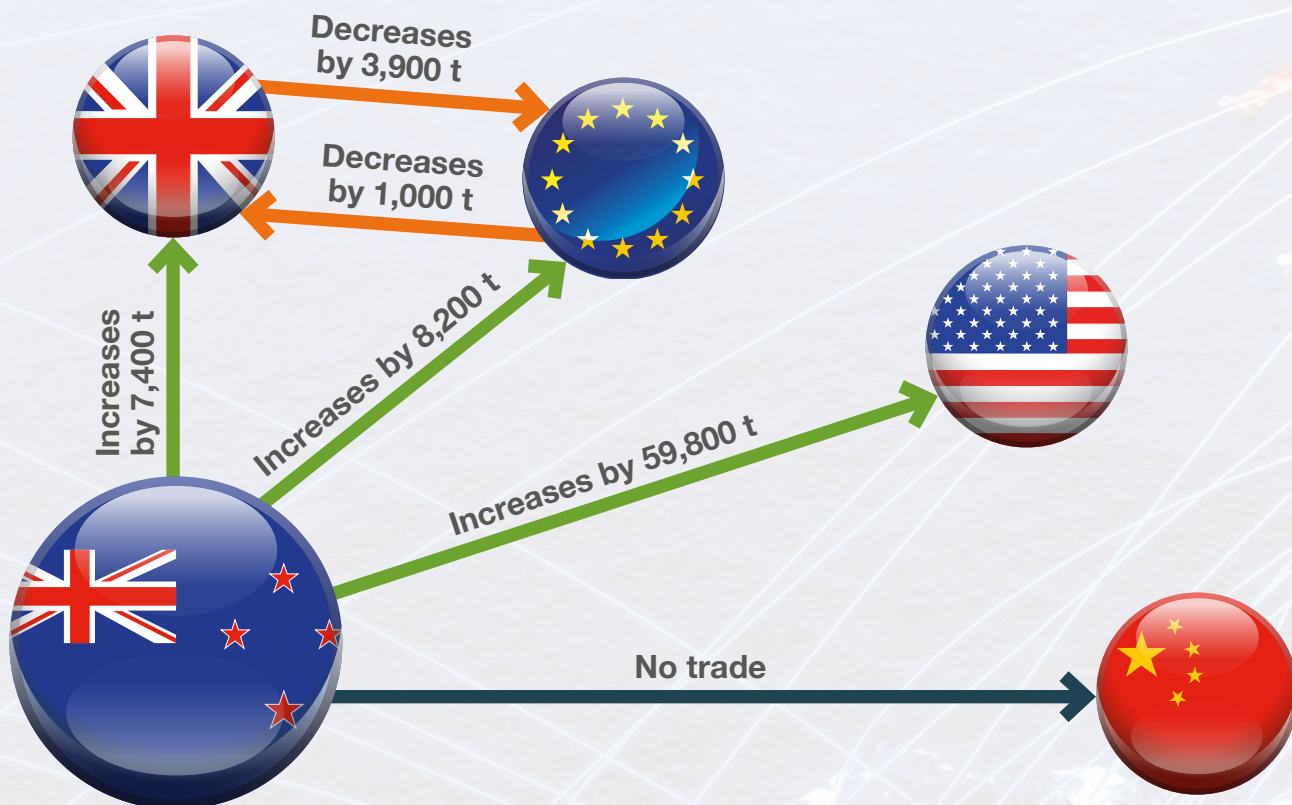 Decreases
by 3,900 t
Decreases
by 1,000 t
Increases
by 7,400 t
Increases by 8,200 t
Increases by 59,800 t
No trade